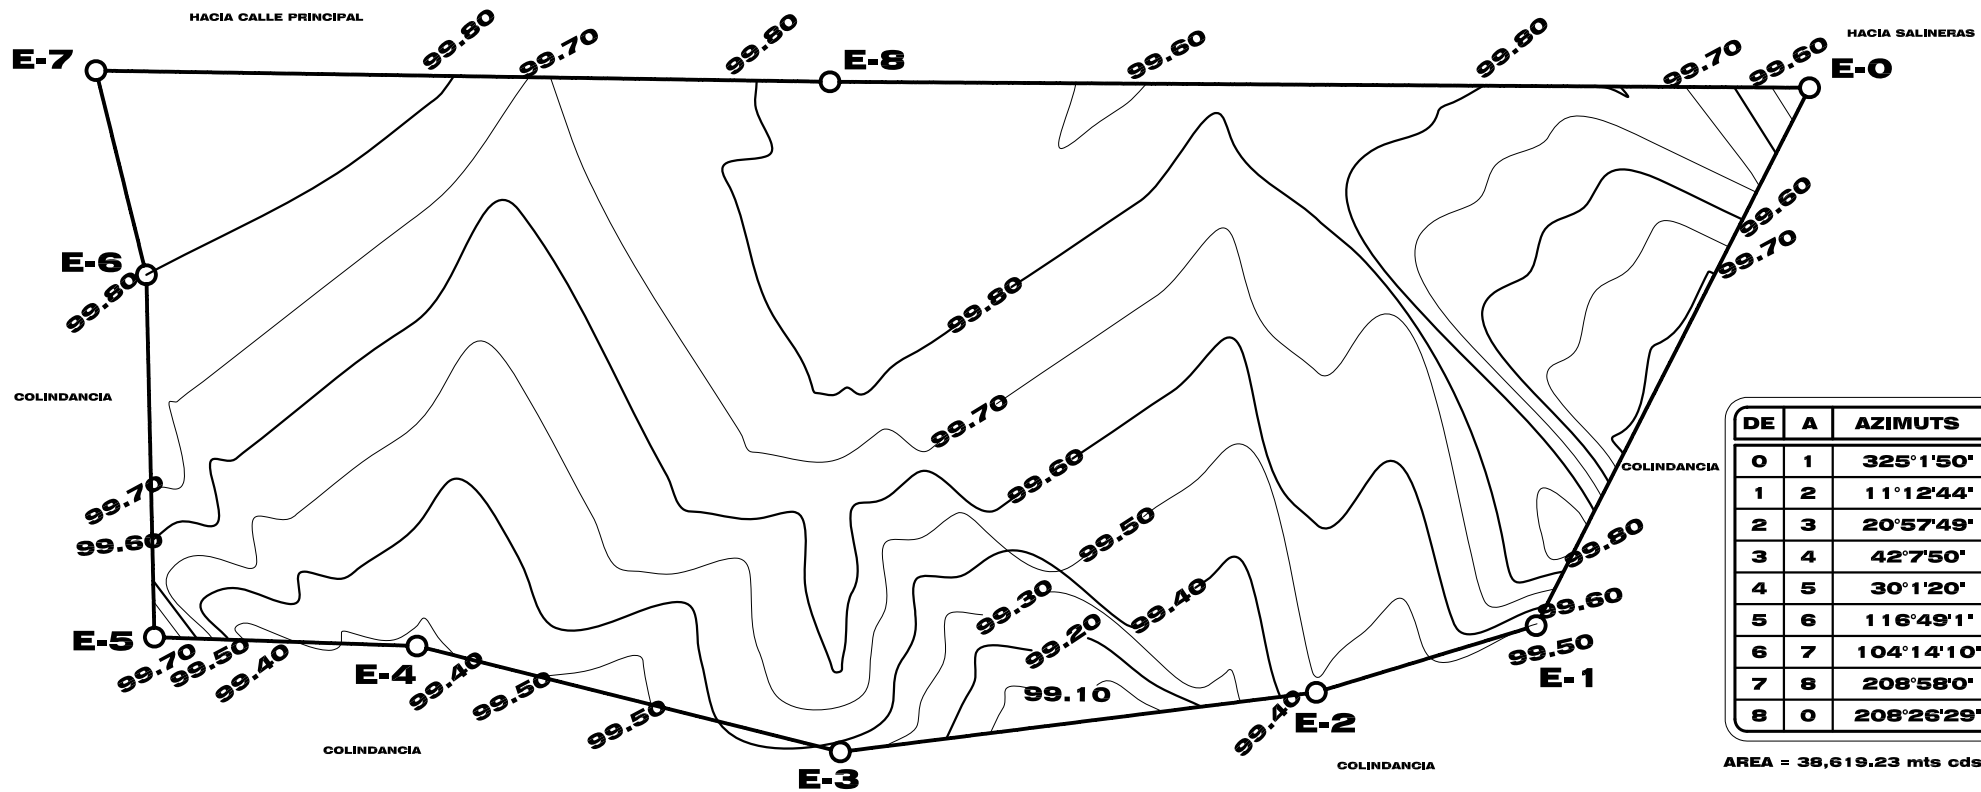 HACIA CALLE PRINCIPAL
HACIA SALINERAS
99.80
99.70
99.80
99.60
99.80
99.70
99.60
E-7
E-8
E-0
99.60
99.70
E-6
99.80
99.80
COLINDANCIA
99.70
99.60
99.70
99.60
99.50
COLINDANCIA
99.80
99.60
99.50
E-1
99.30
99.40
99.20
99.10
E-5
99.70
99.50
99.40
E-4
99.40
99.50
99.50
99.40
E-2
E-3
COLINDANCIA
COLINDANCIA
DE A AZIMUTS
0 1 325°1'50"
1 2 11°12'44"
2 3 20°57'49"
3 4 42°7'50"
4 5 30°1'20"
5 6 116°49'1"
6 7 104°14'10"
7 8 208°58'0"
8 0 208°26'29"
AREA = 38,619.23 mts cds